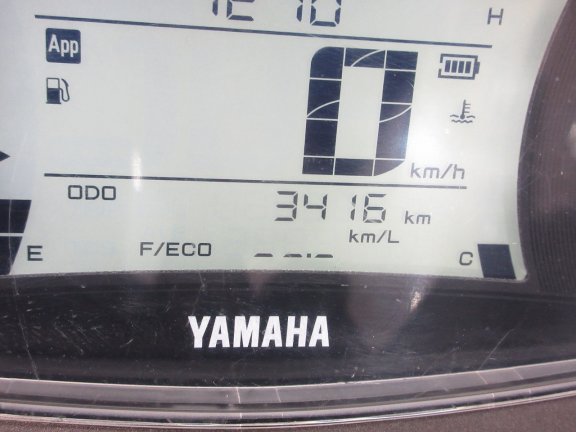 H
App
0 km/h
ODO 3416 km
km/L
E F/ECO --.- C
YAMAHA